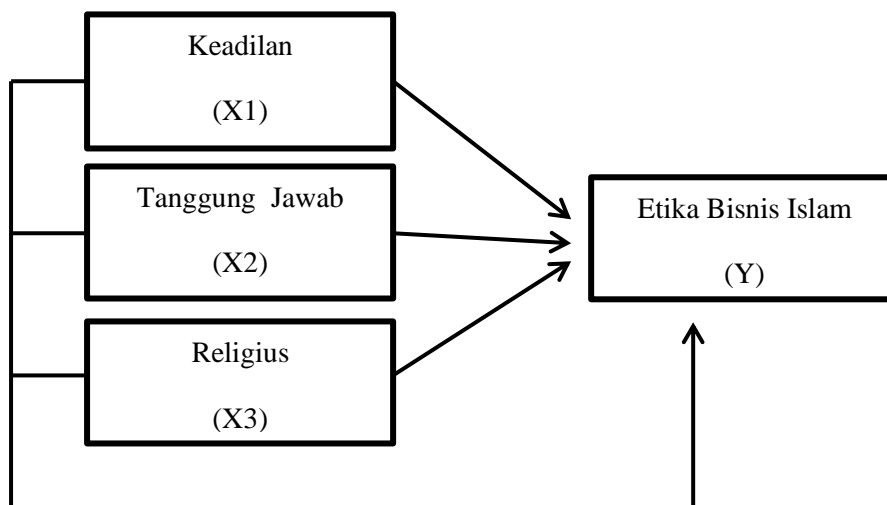 Keadilan
(X1)
Tanggung Jawab
(X2)
Religius
(X3)
Etika Bisnis Islam
(Y)